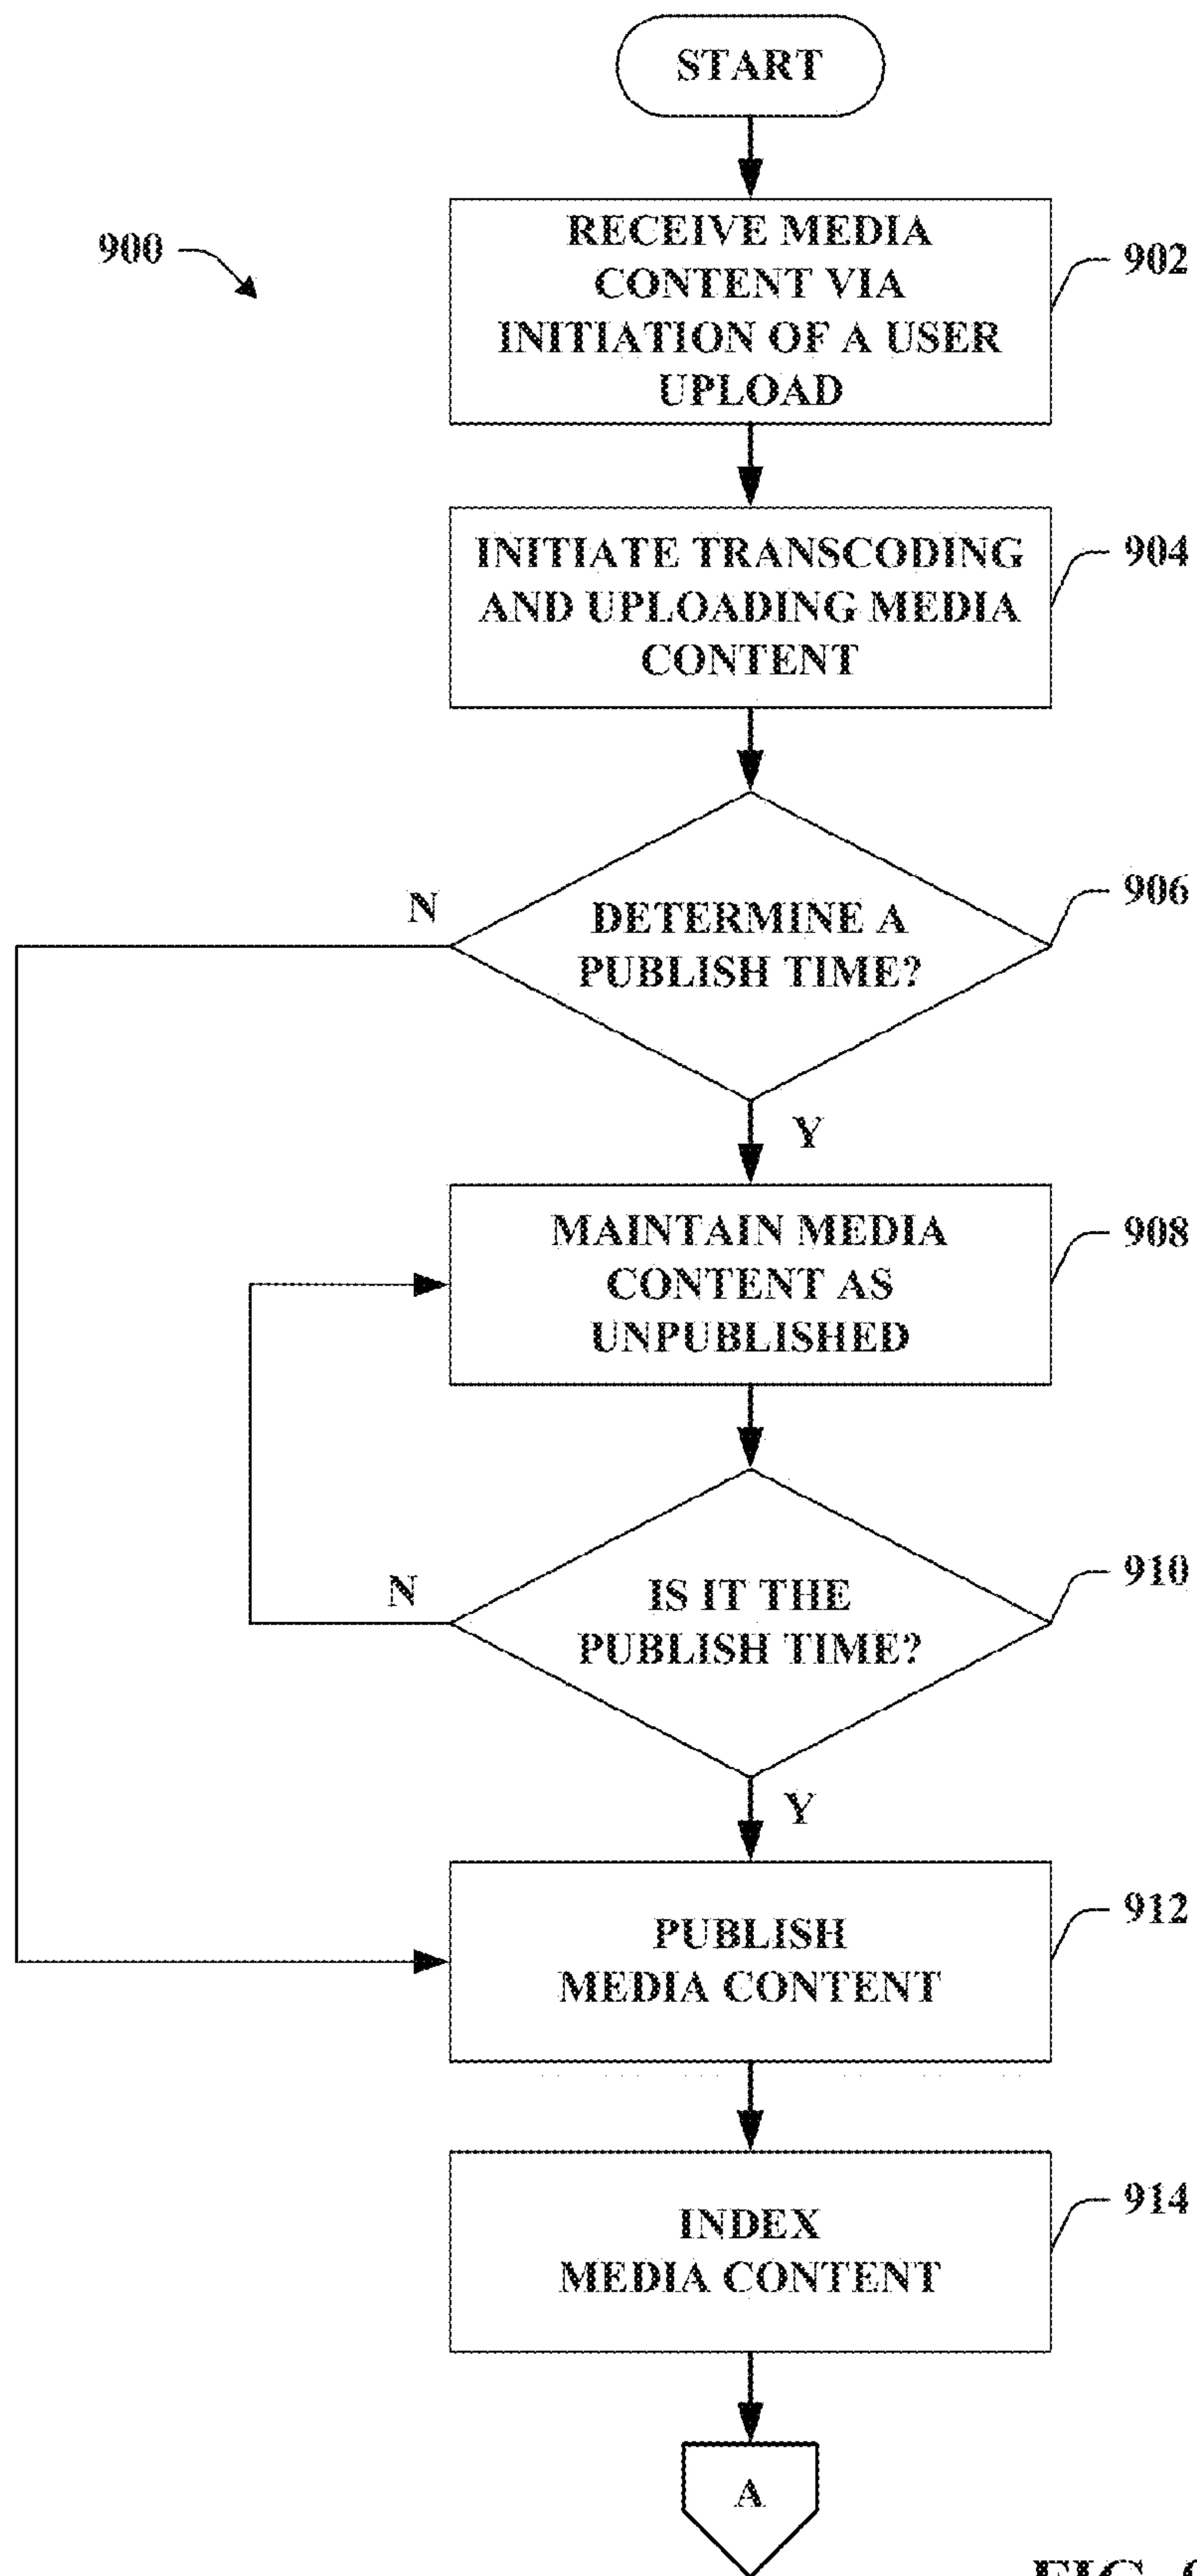 START
900
RECEIVE MEDIA
CONTENT VIA
INITIATION OF A USER
UPLOAD
902
INITIATE TRANSCODING
AND UPLOADING MEDIA
CONTENT
904
N
DETERMINE A
PUBLISH TIME?
906
Y
MAINTAIN MEDIA
CONTENT AS
UNPUBLISHED
908
N
IS IT THE
PUBLISH TIME?
910
Y
PUBLISH
MEDIA CONTENT
912
INDEX
MEDIA CONTENT
914
A
FIG.